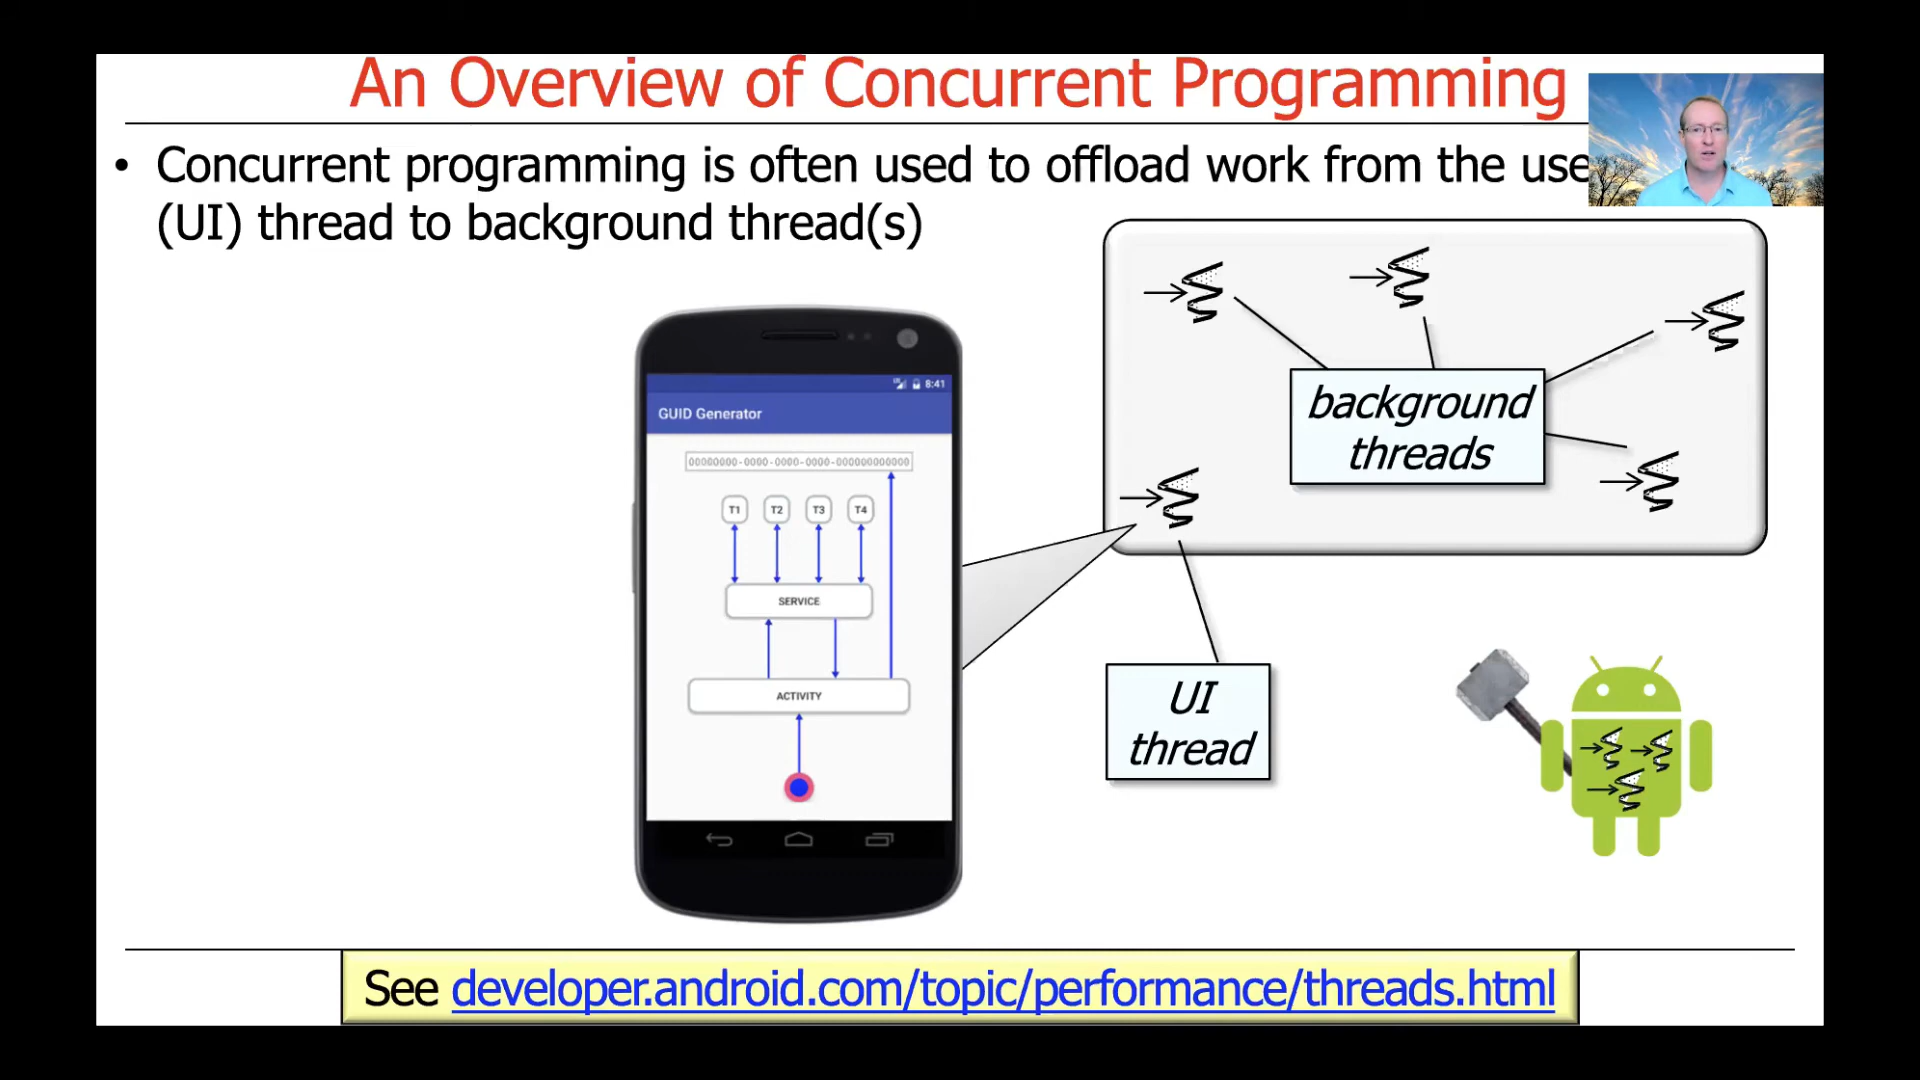 An Overview of Concurrent Programming
• Concurrent programming is often used to offload work from the use
(UI) thread to background thread(s)
background
threads
8:41
GUID Generator
00000000-0000-0000-0000-000000000000
T1 T2 T3 T4
SERVICE
ACTIVITY
UI
thread
See developer.android.com/topic/performance/threads.html